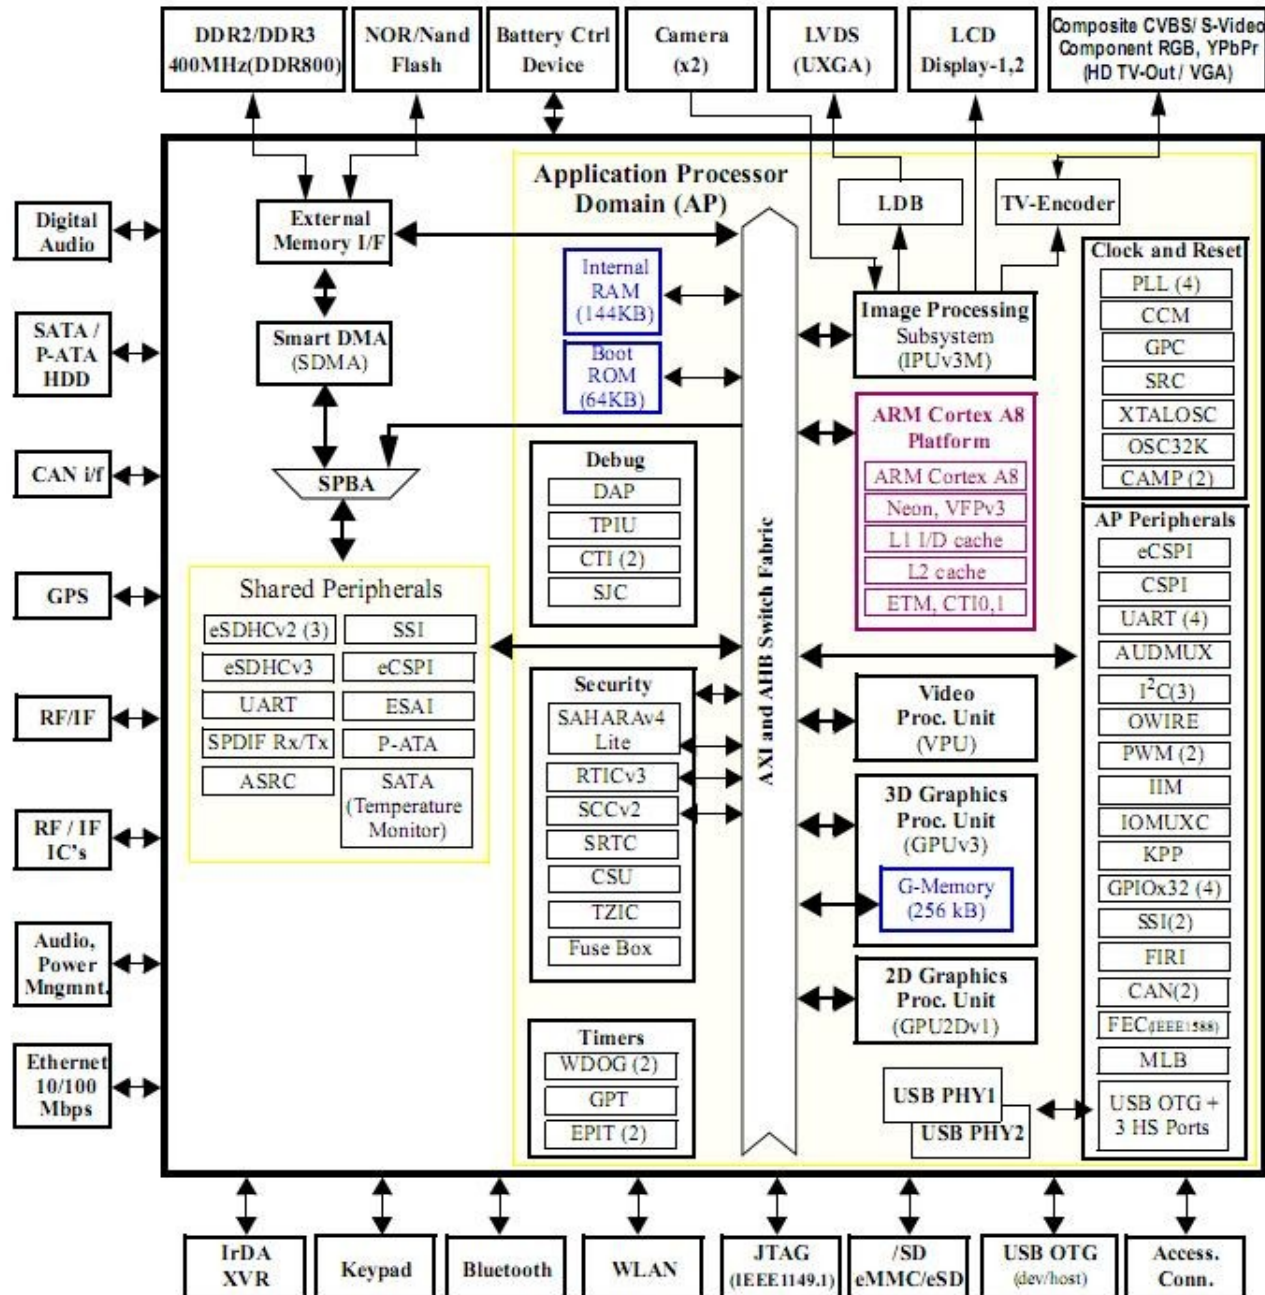 DDR2/DDR3
400MHz(DDR800)
NOR/Nand
Flash
Battery Ctrl
Device
Camera
(x2)
LVDS
(UXGA)
LCD
Display-1,2
Composite CVBS/ S-Video
Component RGB, YPbPr
(HD TV-Out / VGA)
Digital
Audio
SATA /
P-ATA
HDD
CAN i/f
GPS
RF/IF
RF / IF
IC's
Audio,
Power
Mngmnt.
Ethernet
10/100
Mbps
External
Memory I/F
Smart DMA
(SDMA)
SPBA
Shared Peripherals
eSDHCv2 (3)
SSI
eSDHCv3
eCSPI
UART
ESAI
SPDIF Rx/Tx
P-ATA
ASRC
SATA
(Temperature
Monitor)
Application Processor
Domain (AP)
Internal
RAM
(144KB)
Boot
ROM
(64KB)
Debug
DAP
TPIU
CTI (2)
SJC
Security
SAHARAv4
Lite
RTICv3
SCCv2
SRTC
CSU
TZIC
Fuse Box
Timers
WDOG (2)
GPT
EPIT (2)
AXI and AHB Switch Fabric
LDB
TV-Encoder
Image Processing
Subsystem
(IPUv3M)
ARM Cortex A8
Platform
ARM Cortex A8
Neon, VFPv3
L1 I/D cache
L2 cache
ETM, CTI0,1
Video
Proc. Unit
(VPU)
3D Graphics
Proc. Unit
(GPUv3)
G-Memory
(256 kB)
2D Graphics
Proc. Unit
(GPU2Dv1)
USB PHY1
USB PHY2
Clock and Reset
PLL (4)
CCM
GPC
SRC
XTALOSC
OSC32K
CAMP (2)
AP Peripherals
eCSPI
CSPI
UART (4)
AUDMUX
I²C(3)
OWIRE
PWM (2)
IIM
IOMUXC
KPP
GPIOx32 (4)
SSI(2)
FIRI
CAN(2)
FEC(IEEE1588)
MLB
USB OTG +
3 HS Ports
IrDA
XVR
Keypad
Bluetooth
WLAN
JTAG
(IEEE1149.1)
/SD
eMMC/eSD
USB OTG
(dev/host)
Access.
Conn.